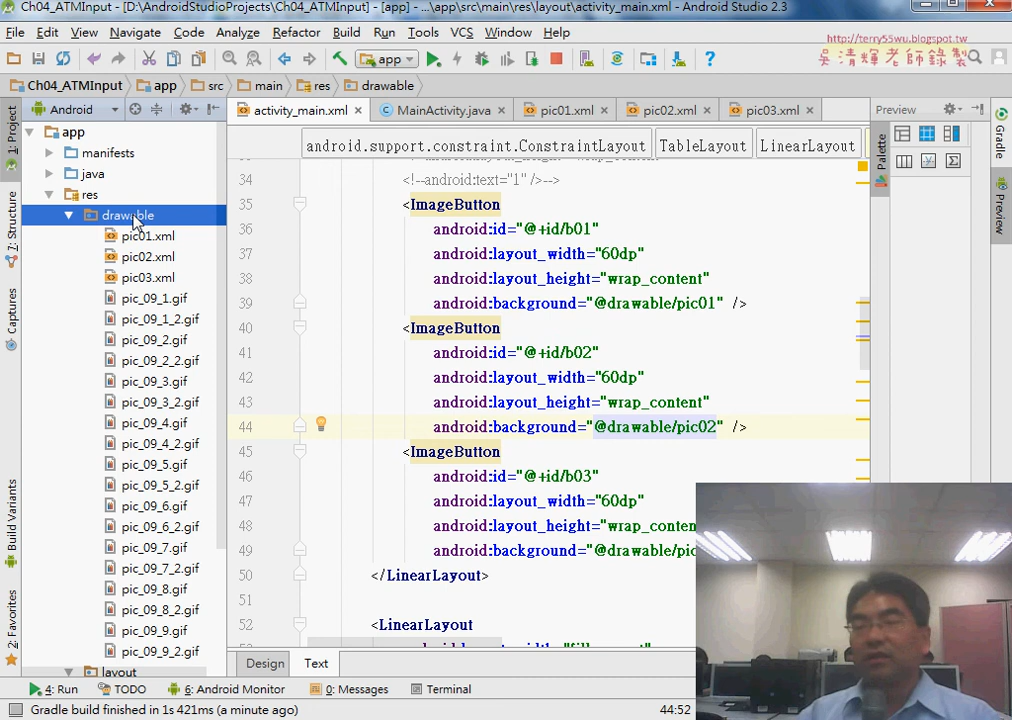 Ch04_ATMInput - [D:\AndroidStudioProjects\Ch04_ATMInput] - [app] - ...\app\src\main\res\layout\activity_main.xml - Android Studio 2.3
File Edit View Navigate Code Analyze Refactor Build Run Tools VCS Window Help
http://terry55wu.blogspot.tw
吳清輝老師錄製
app
Ch04_ATMInput app src main res drawable
Android
activity_main.xml MainActivity.java pic01.xml pic02.xml pic03.xml
Preview
android.support.constraint.ConstraintLayout TableLayout LinearLayout
1: Project
7: Structure
Captures
Build Variants
2: Favorites
app
manifests
java
res
drawable
pic01.xml
pic02.xml
pic03.xml
pic_09_1.gif
pic_09_1_2.gif
pic_09_2.gif
pic_09_2_2.gif
pic_09_3.gif
pic_09_3_2.gif
pic_09_4.gif
pic_09_4_2.gif
pic_09_5.gif
pic_09_5_2.gif
pic_09_6.gif
pic_09_6_2.gif
pic_09_7.gif
pic_09_7_2.gif
pic_09_8.gif
pic_09_8_2.gif
pic_09_9.gif
pic_09_9_2.gif
layout
34 <!--android:text="1" />-->
35 <ImageButton
36 android:id="@+id/b01"
37 android:layout_width="60dp"
38 android:layout_height="wrap_content"
39 android:background="@drawable/pic01" />
40 <ImageButton
41 android:id="@+id/b02"
42 android:layout_width="60dp"
43 android:layout_height="wrap_content"
44 android:background="@drawable/pic02" />
45 <ImageButton
46 android:id="@+id/b03"
47 android:layout_width="60dp"
48 android:layout_height="wrap_conten
49 android:background="@drawable/pic
50 </LinearLayout>
51
52 <LinearLayout
Palette
Gradle
Preview
Design Text
4: Run TODO 6: Android Monitor 0: Messages Terminal
Gradle build finished in 1s 421ms (a minute ago)
44:52